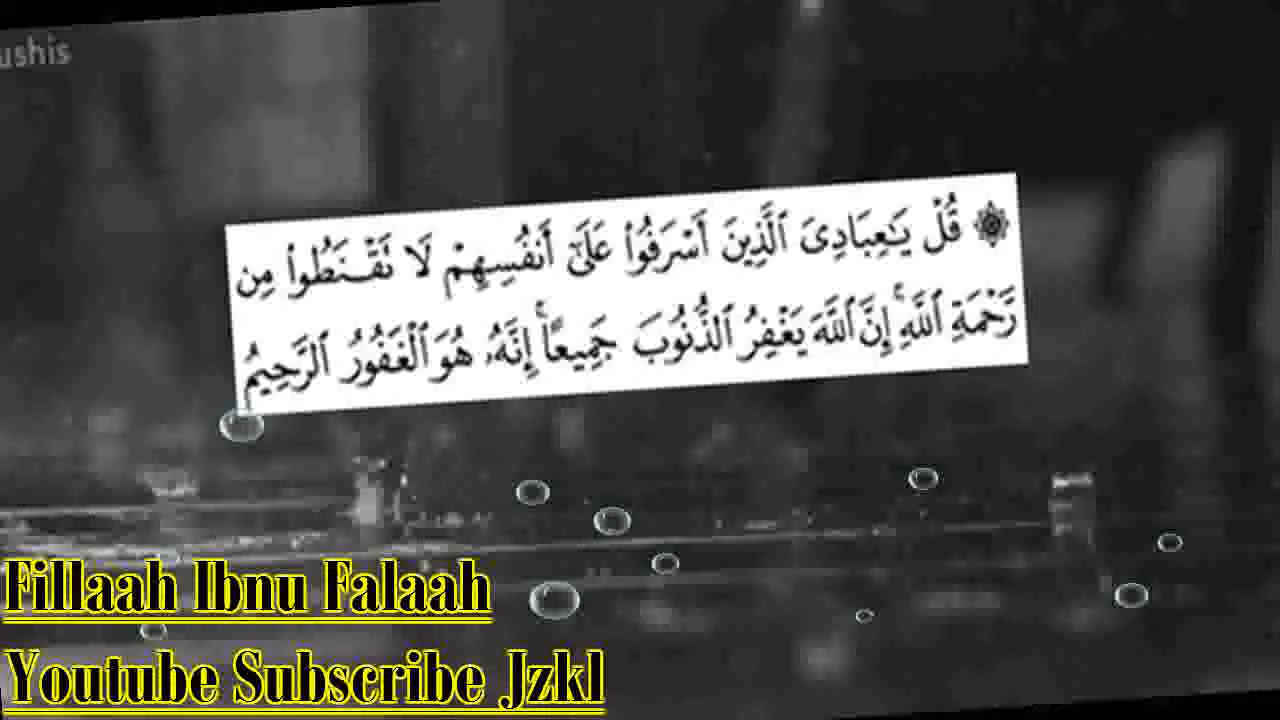 ushis
۞ قُلْ يَـٰعِبَادِىَ ٱلَّذِينَ أَسْرَفُوا۟ عَلَىٰٓ أَنفُسِهِمْ لَا تَقْنَطُوا۟ مِن
رَّحْمَةِ ٱللَّهِ ۚ إِنَّ ٱللَّهَ يَغْفِرُ ٱلذُّنُوبَ جَمِيعًا ۚ إِنَّهُۥ هُوَ ٱلْغَفُورُ ٱلرَّحِيمُ
Fillaah Ibnu Falaah
Youtube Subscribe Jzkl